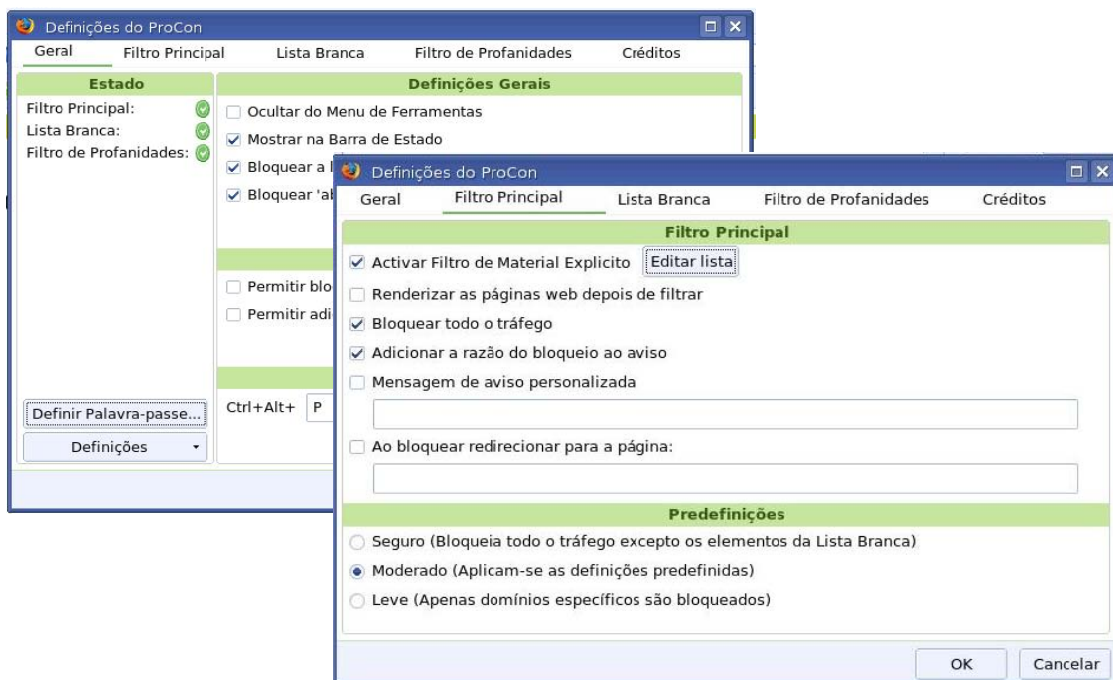 Definições do ProCon
Geral Filtro Principal Lista Branca Filtro de Profanidades Créditos
Estado
Filtro Principal:
Lista Branca:
Filtro de Profanidades:
Definir Palavra-passe...
Definições
Definições Gerais
Ocultar do Menu de Ferramentas
Mostrar na Barra de Estado
Bloquear a
Bloquear
Permitir
Permitir
Ctrl+Alt+ P
Definições do ProCon
Geral Filtro Principal Lista Branca Filtro de Profanidades Créditos
Filtro Principal
Activar Filtro de Material Explicito Editar lista
Renderizar as páginas web depois de filtrar
Bloquear todo o tráfego
Adicionar a razão do bloqueio ao aviso
Mensagem de aviso personalizada
Ao bloquear redirecionar para a página:
Predefinições
Seguro (Bloqueia todo o tráfego excepto os elementos da Lista Branca)
Moderado (Aplicam-se as definições predefinidas)
Leve (Apenas domínios específicos são bloqueados)
OK Cancelar